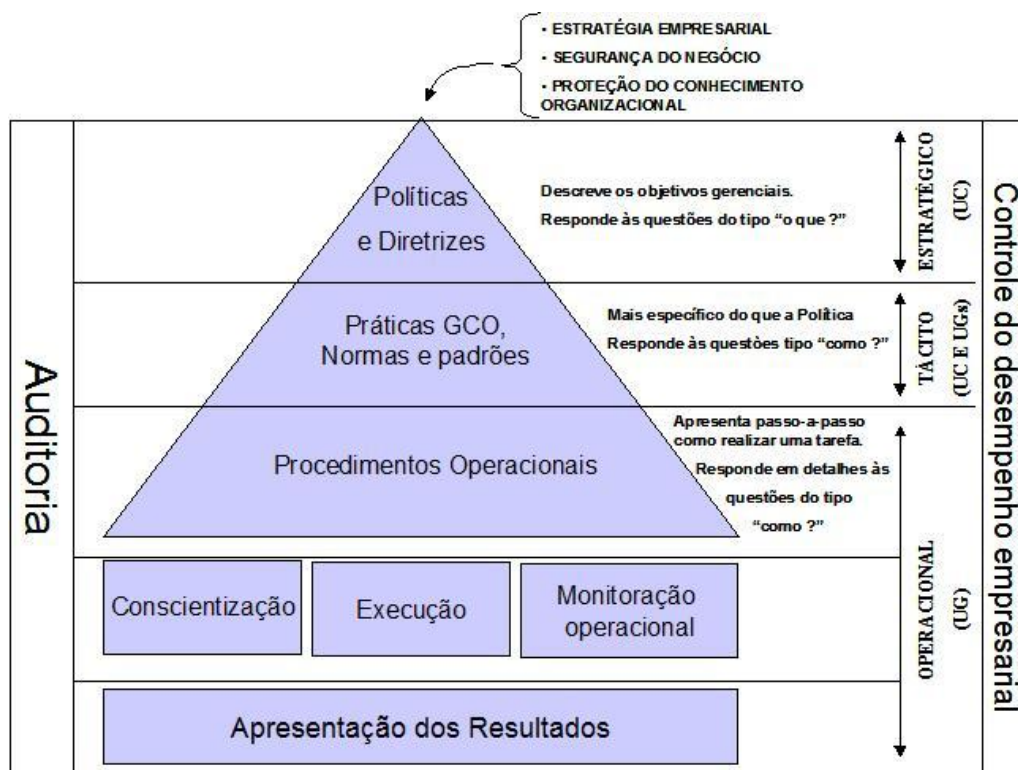 • ESTRATÉGIA EMPRESARIAL
• SEGURANÇA DO NEGÓCIO
• PROTEÇÃO DO CONHECIMENTO
ORGANIZACIONAL
Auditoria
Políticas
e Diretrizes
Descreve os objetivos gerenciais.
Responde às questões do tipo “o que ?”
ESTRATÉGICO
(UC)
Práticas GCO,
Normas e padrões
Mais específico do que a Política
Responde às questões tipo “como ?”
TÁCITO
(UC E UGs)
Procedimentos Operacionais
Apresenta passo-a-passo
como realizar uma tarefa.
Responde em detalhes às
questões do tipo
“como ?”
Conscientização
Execução
Monitoração
operacional
Apresentação dos Resultados
OPERACIONAL
(UG)
Controle do desempenho empresarial